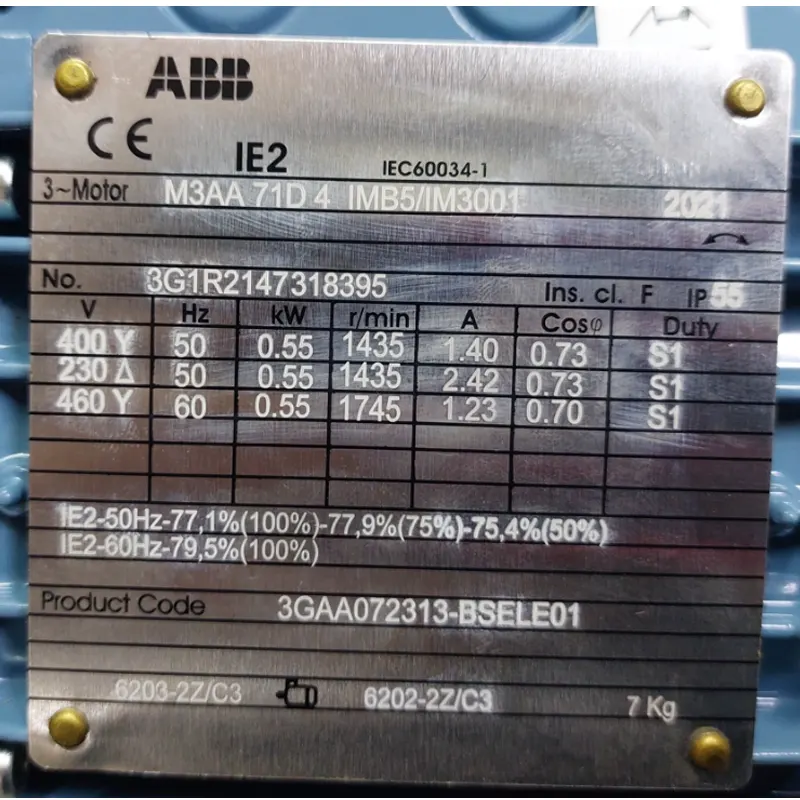 ABB
CE IE2 IEC60034-1
3~Motor M3AA 71D 4 IMB5/IM3001 2021
No. 3G1R2147318395 Ins. cl. F IP 55
V Hz kW r/min A Cosφ Duty
400 Y 50 0.55 1435 1.40 0.73 S1
230 Δ 50 0.55 1435 2.42 0.73 S1
460 Y 60 0.55 1745 1.23 0.70 S1
IE2-50Hz-77,1%(100%)-77,9%(75%)-75,4%(50%)
IE2-60Hz-79,5%(100%)
Product Code 3GAA072313-BSELE01
6203-2Z/C3 6202-2Z/C3 7 Kg